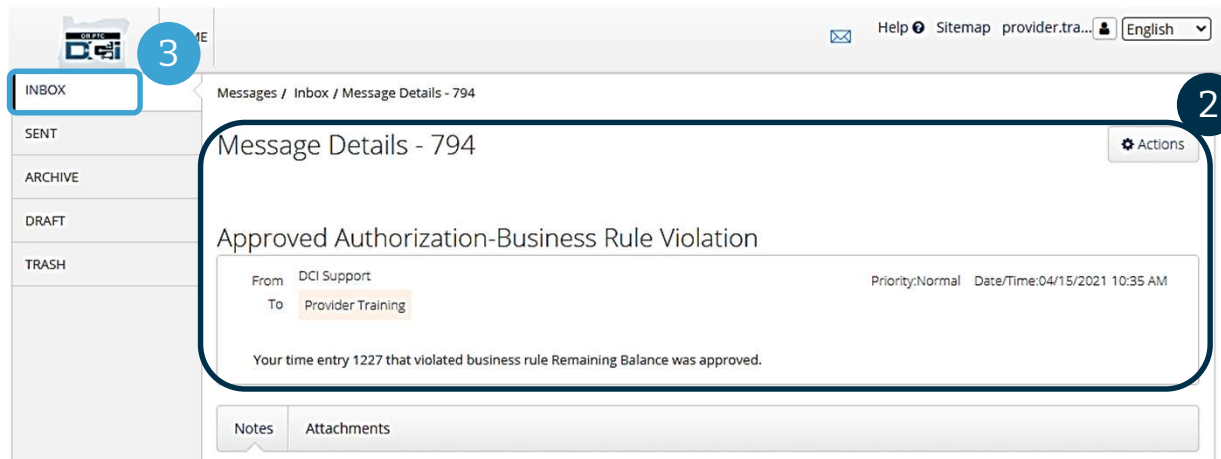 OR PTC
DCi
3
ME
Help
Sitemap
provider.tra...
English
INBOX
SENT
ARCHIVE
DRAFT
TRASH
Messages / Inbox / Message Details - 794
2
Message Details - 794
Actions
Approved Authorization-Business Rule Violation
From DCI Support
Priority:Normal Date/Time:04/15/2021 10:35 AM
To Provider Training
Your time entry 1227 that violated business rule Remaining Balance was approved.
Notes Attachments